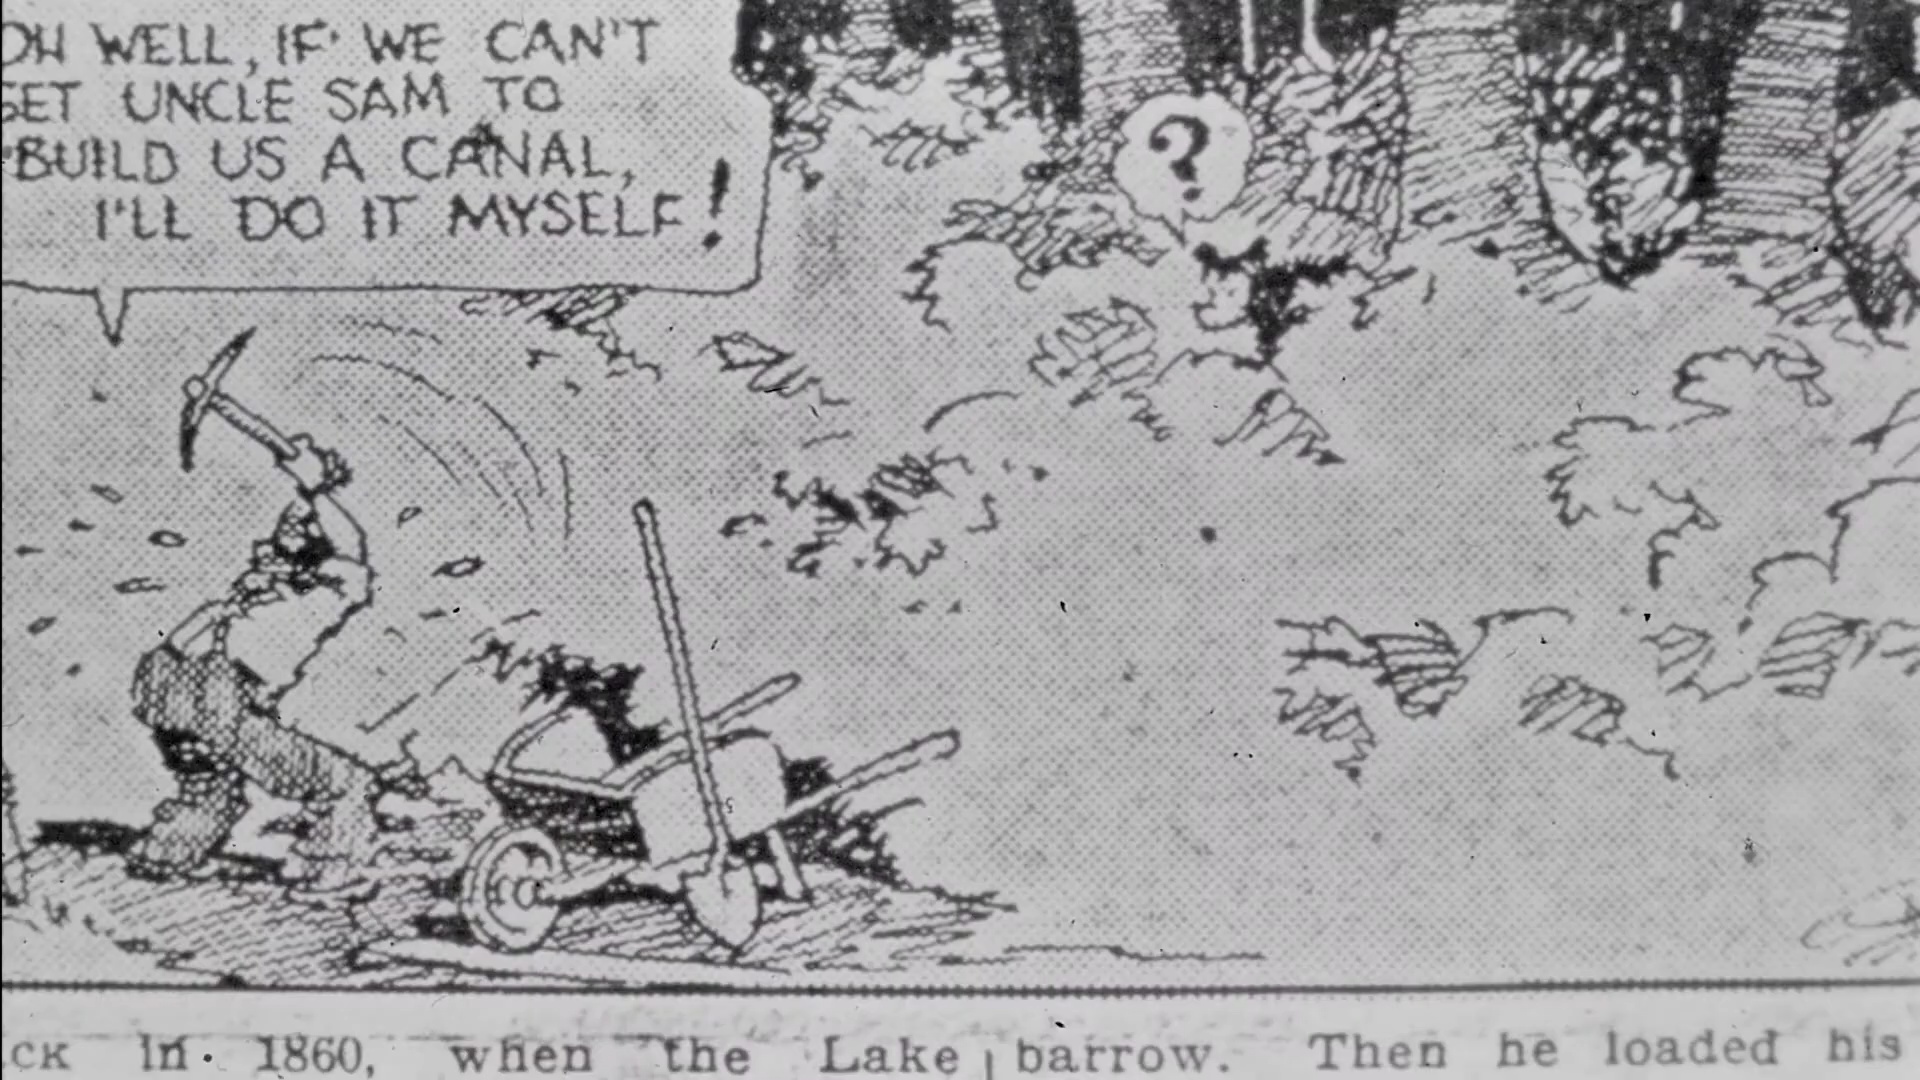 OH WELL, IF WE CAN'T
GET UNCLE SAM TO
BUILD US A CANAL,
I'LL DO IT MYSELF!
?
CK in 1860, when the Lake
barrow. Then he loaded his